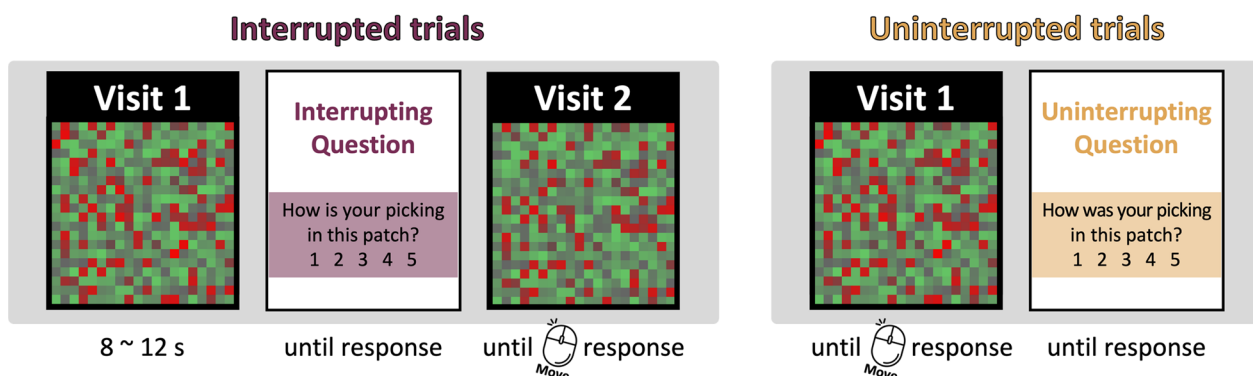 Interrupted trials
Visit 1
Interrupting
Question
How is your picking
in this patch?
1 2 3 4 5
Visit 2
8 ~ 12 s
until response
until response
Move
Uninterrupted trials
Visit 1
Uninterrupting
Question
How was your picking
in this patch?
1 2 3 4 5
until response
Move
until response